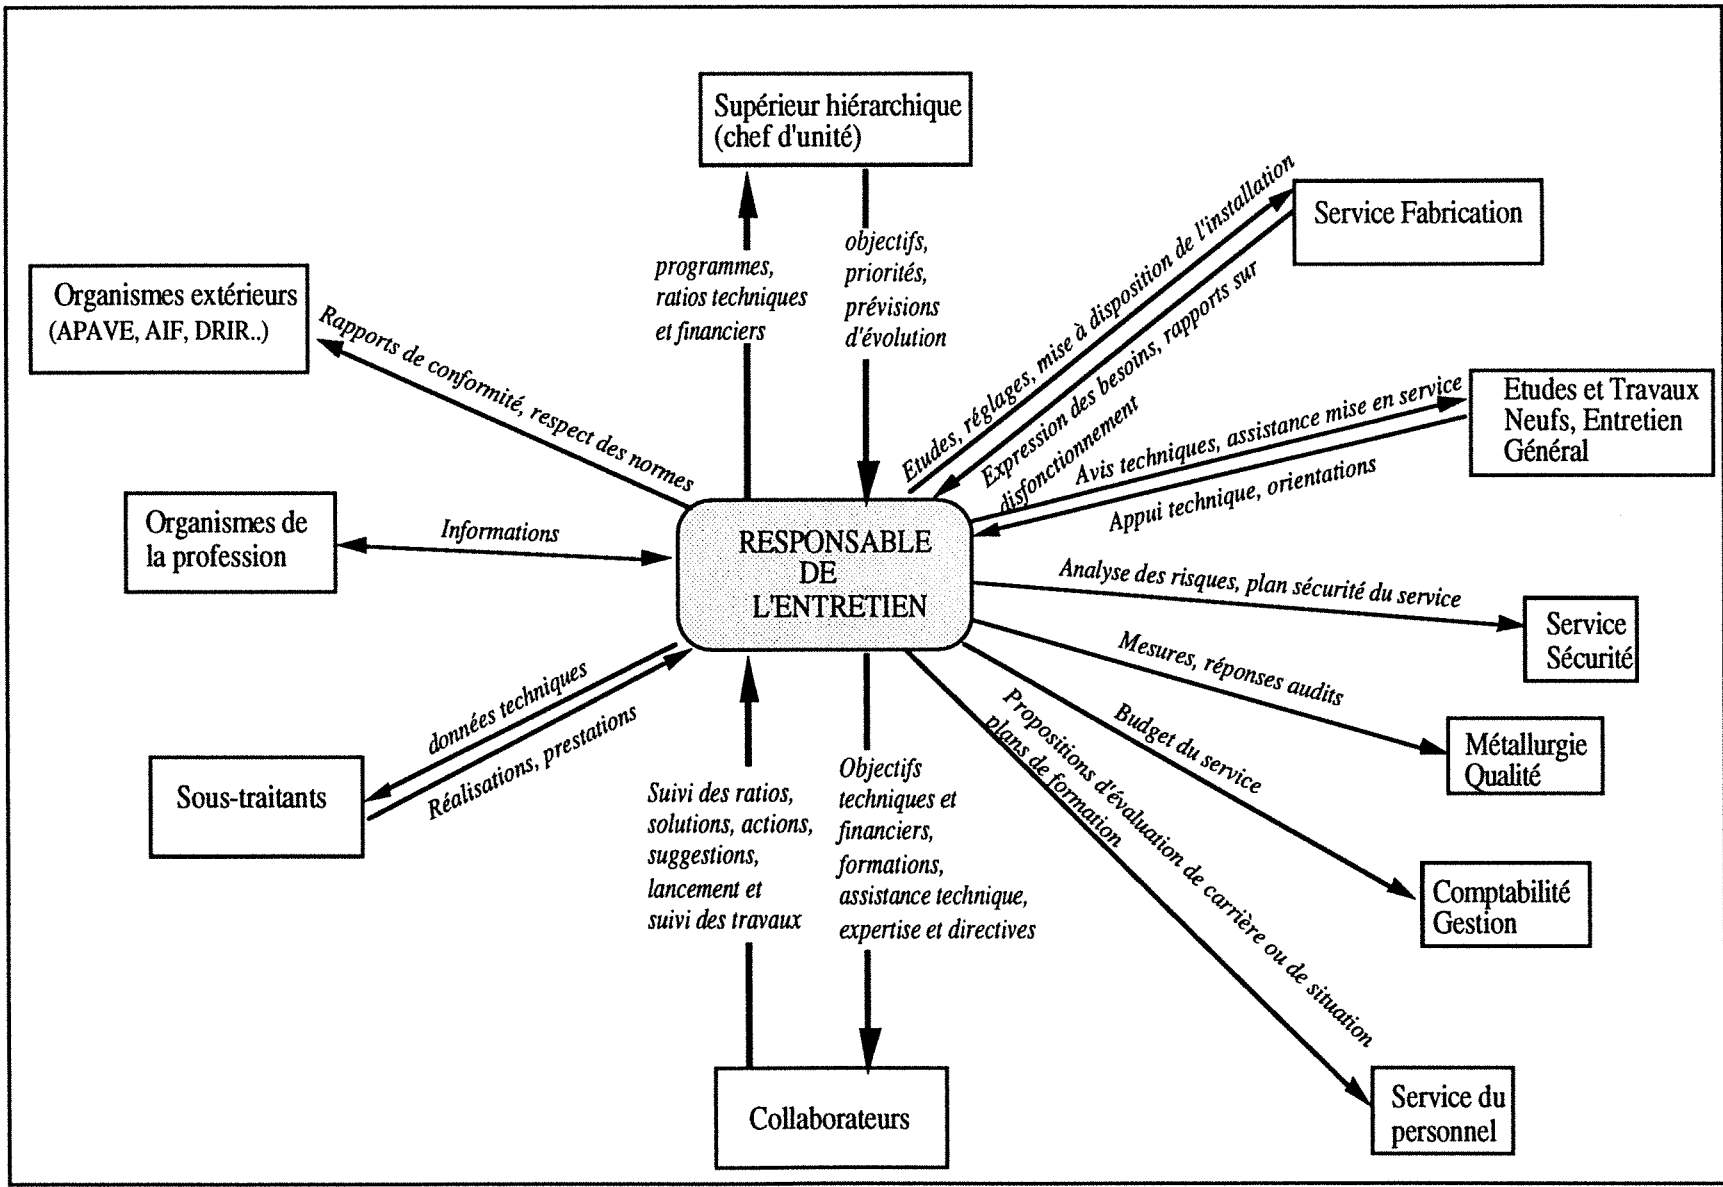 Supérieur hiérarchique
(chef d'unité)
Service Fabrication
Etudes, réglages, mise à disposition de l'installation
Expression des besoins, rapports sur
disfonctionnement
objectifs,
priorités,
prévisions
d'évolution
programmes,
ratios techniques
et financiers
Organismes extérieurs
(APAVE, AIF, DRIR..)
Rapports de conformité, respect des normes
Etudes et Travaux
Neufs, Entretien
Général
Avis techniques, assistance mise en service
Appui technique, orientations
Organismes de
la profession
Informations
RESPONSABLE
DE
L'ENTRETIEN
Analyse des risques, plan sécurité du service
Service
Sécurité
Mesures, réponses audits
Métallurgie
Qualité
données techniques
Réalisations, prestations
Sous-traitants
Budget du service
Comptabilité
Gestion
Propositions d'évaluation de carrière ou de situation
plans de formation
Service du
personnel
Suivi des ratios,
solutions, actions,
suggestions,
lancement et
suivi des travaux
Objectifs
techniques et
financiers,
formations,
assistance technique,
expertise et directives
Collaborateurs